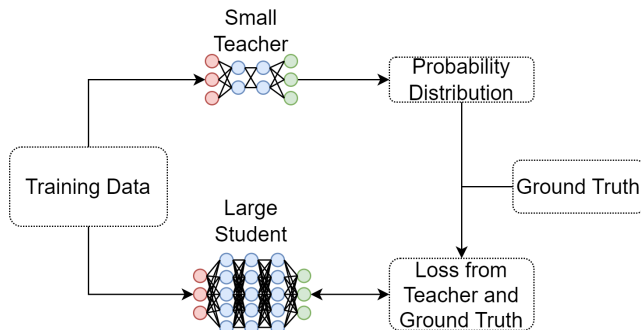 Small
Teacher
Probability
Distribution
Training Data
Ground Truth
Large
Student
Loss from
Teacher and
Ground Truth